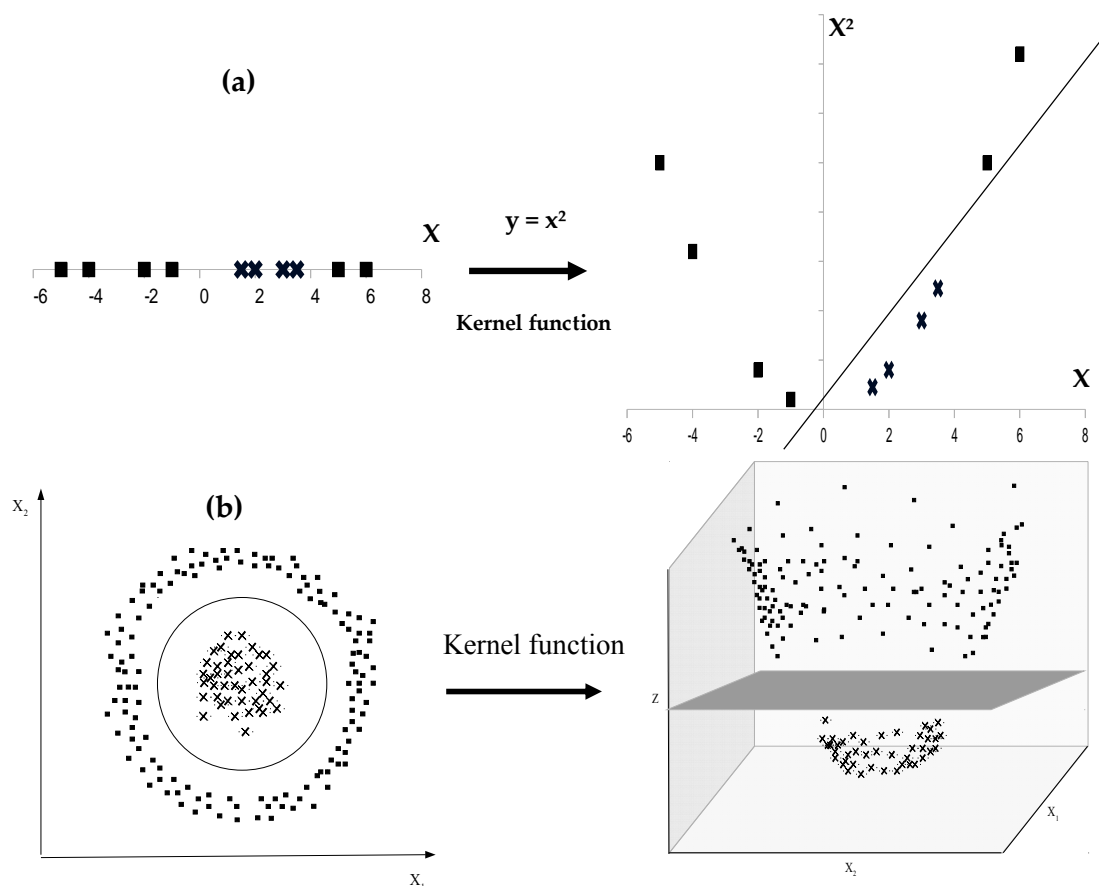 (a)
X
-6 -4 -2 0 2 4 6 8
y = x²
Kernel function
X²
X
-6 -4 -2 0 2 4 6 8
(b)
X₂
Kernel function
Z
X₁
X₂